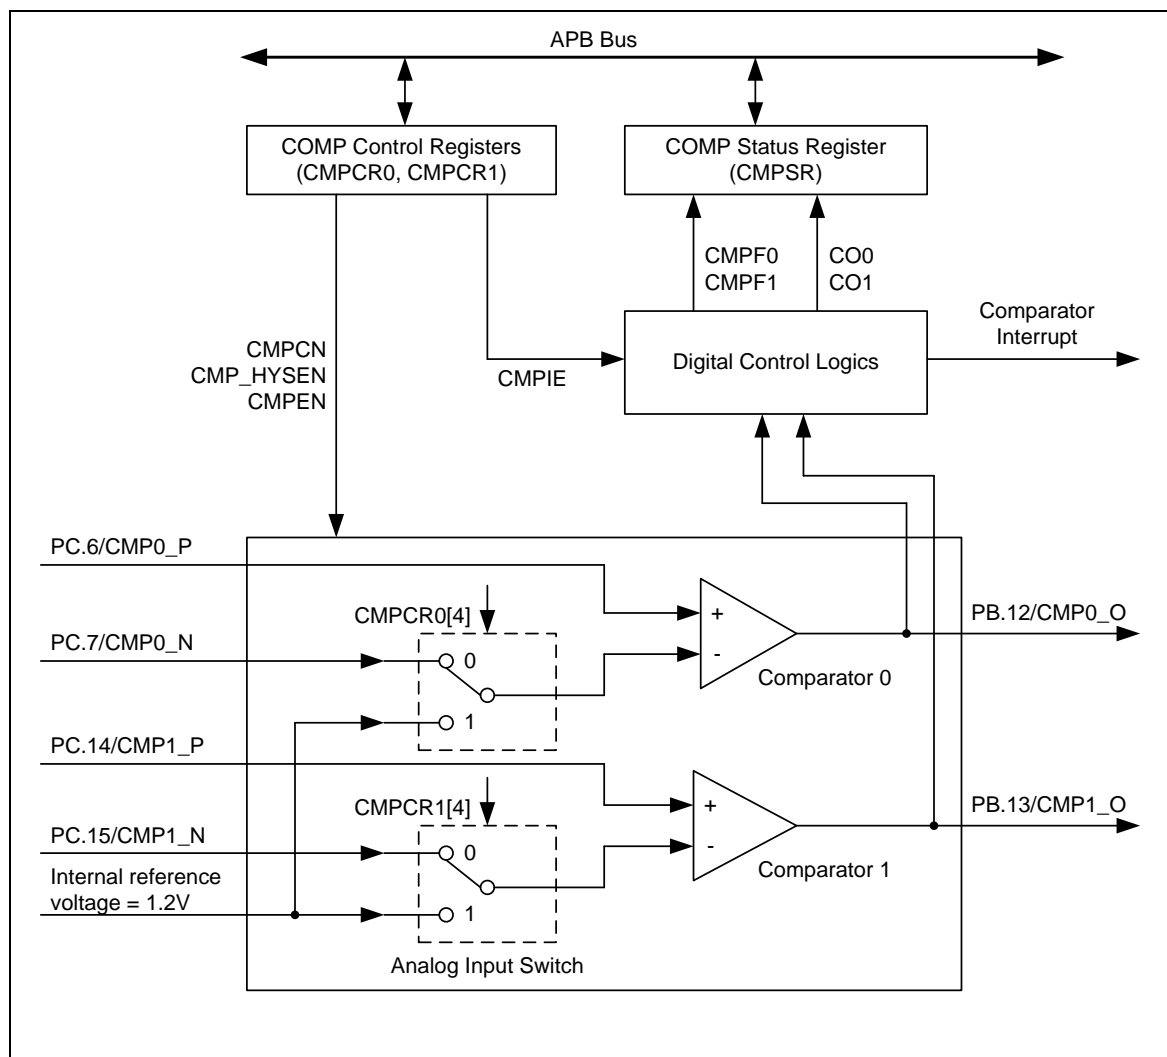 APB Bus
COMP Control Registers
(CMPCR0, CMPCR1)
COMP Status Register
(CMPSR)
CMPF0
CMPF1
CO0
CO1
Comparator
Interrupt
CMPCN
CMP_HYSEN
CMPEN
CMPIE
Digital Control Logics
PC.6/CMP0_P
CMPCR0[4]
+
-
PB.12/CMP0_O
PC.7/CMP0_N
0
Comparator 0
1
PC.14/CMP1_P
CMPCR1[4]
+
-
PB.13/CMP1_O
PC.15/CMP1_N
0
Comparator 1
Internal reference
voltage = 1.2V
1
Analog Input Switch